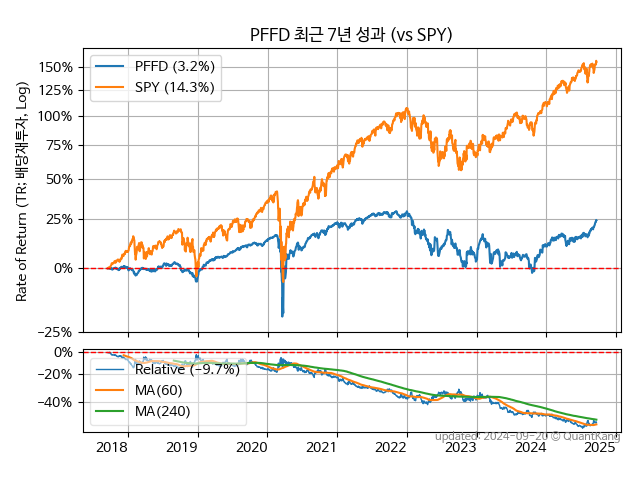 PFFD 최근 7년 성과 (vs SPY)
Rate of Return (TR: 배당재투자, Log)
150%
125%
100%
75%
50%
25%
0%
−25%
PFFD (3.2%)
SPY (14.3%)
0%
−20%
−40%
Relative (−9.7%)
MA(60)
MA(240)
2018 2019 2020 2021 2022 2023 2024 2025
updated: 2024-09-20 © QuantKang